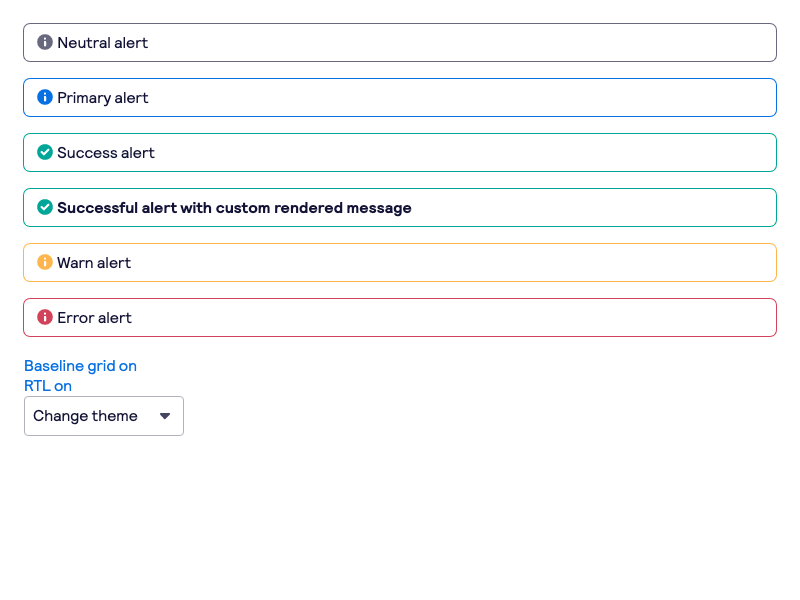 Neutral alert
Primary alert
Success alert
Successful alert with custom rendered message
Warn alert
Error alert
Baseline grid on
RTL on
Change theme